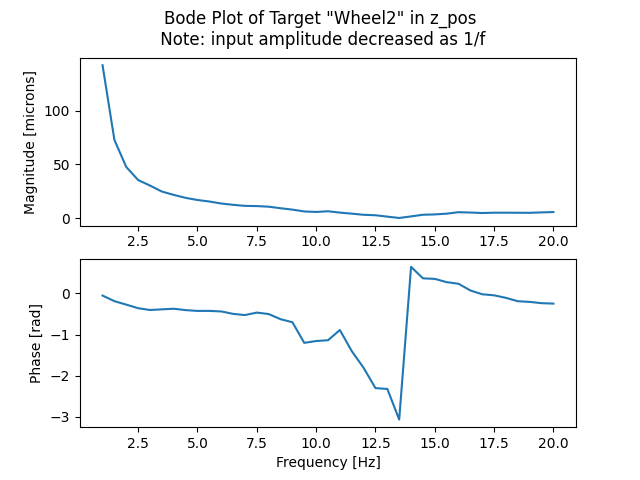 Bode Plot of Target "Wheel2" in z_pos
Note: input amplitude decreased as 1/f
Magnitude [microns]
100
50
0
2.5 5.0 7.5 10.0 12.5 15.0 17.5 20.0
Phase [rad]
0
−1
−2
−3
2.5 5.0 7.5 10.0 12.5 15.0 17.5 20.0
Frequency [Hz]